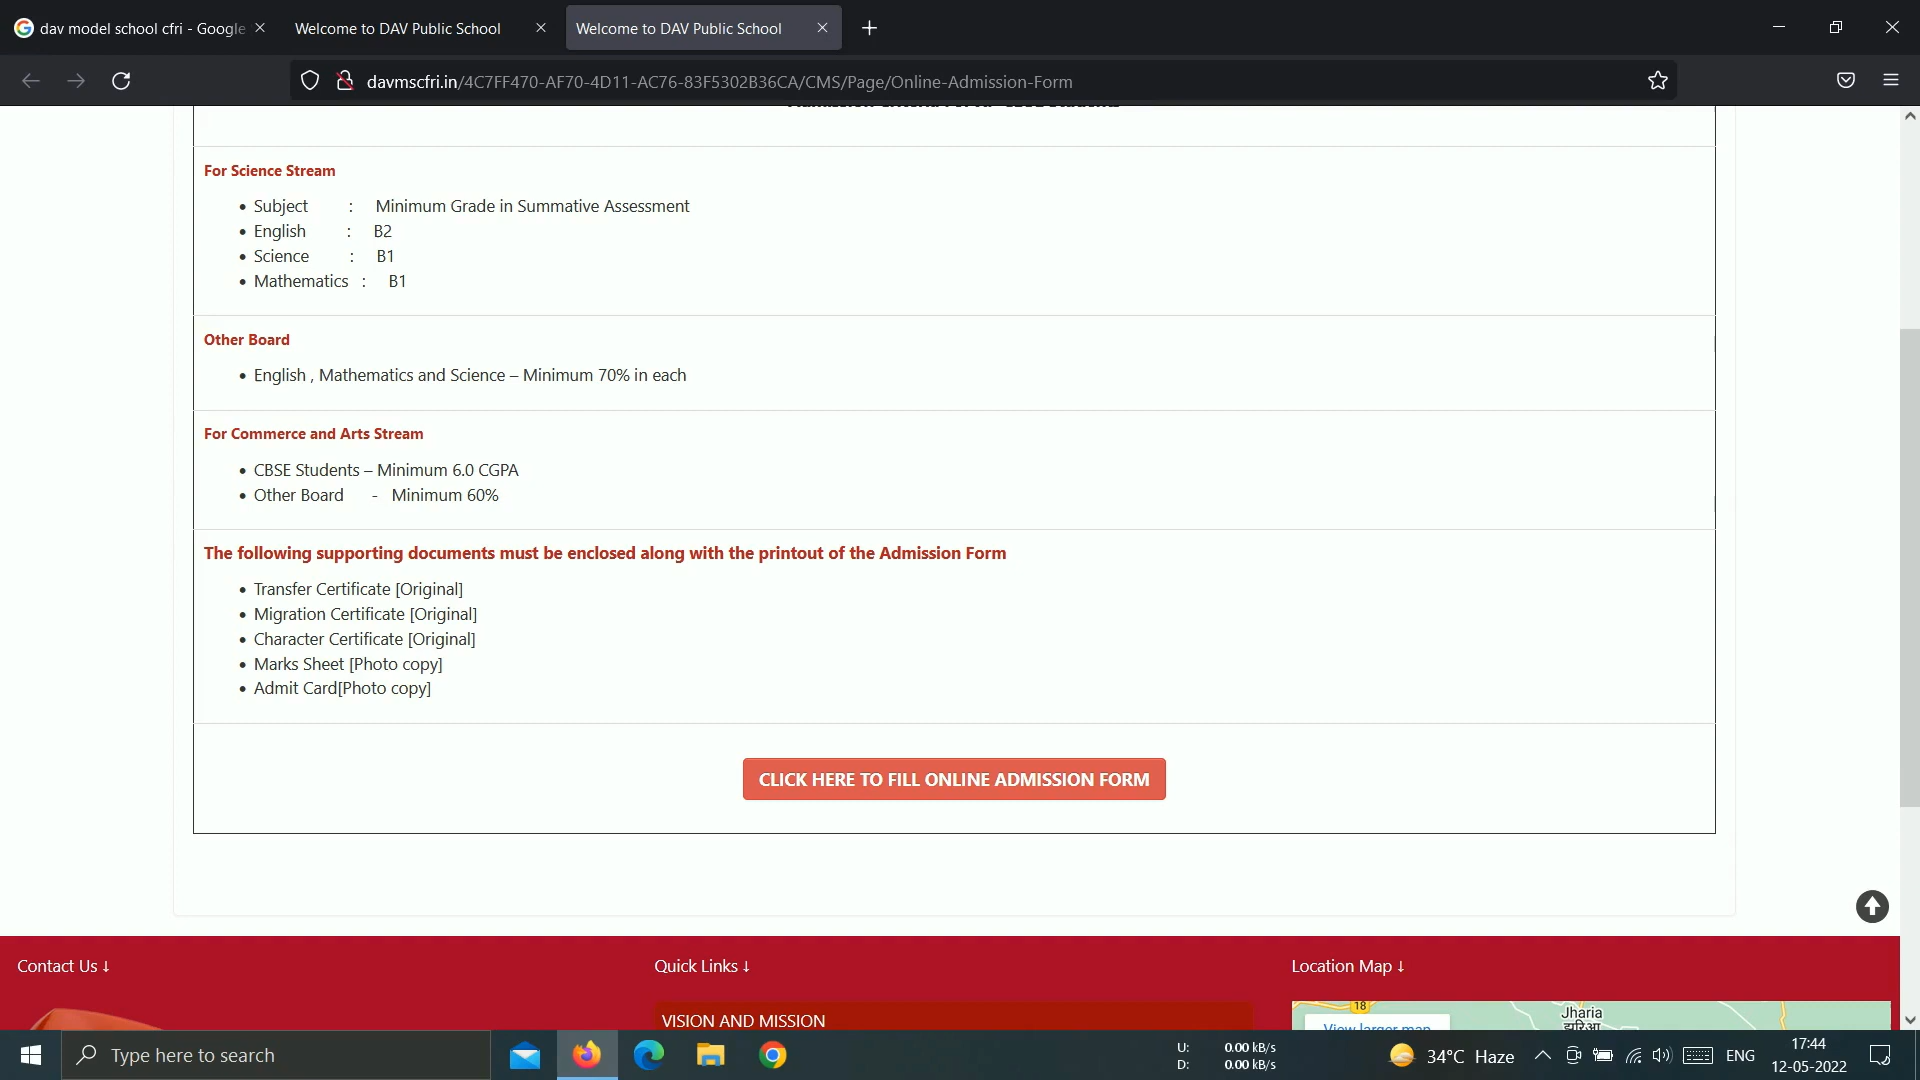 dav model school cfri - Google
Welcome to DAV Public School
Welcome to DAV Public School
davmscfri.in/4C7FF470-AF70-4D11-AC76-83F5302B36CA/CMS/Page/Online-Admission-Form
For Science Stream
Subject : Minimum Grade in Summative Assessment
English : B2
Science : B1
Mathematics : B1
Other Board
English , Mathematics and Science – Minimum 70% in each
For Commerce and Arts Stream
CBSE Students – Minimum 6.0 CGPA
Other Board - Minimum 60%
The following supporting documents must be enclosed along with the printout of the Admission Form
Transfer Certificate [Original]
Migration Certificate [Original]
Character Certificate [Original]
Marks Sheet [Photo copy]
Admit Card[Photo copy]
CLICK HERE TO FILL ONLINE ADMISSION FORM
Contact Us ↓
Quick Links ↓
Location Map ↓
VISION AND MISSION
18
Jharia
झरिआ
View larger map
Type here to search
U: 0.00 kB/s
D: 0.00 kB/s
34°C Haze
ENG
17:44
12-05-2022